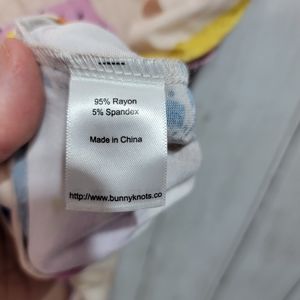 95% Rayon
5% Spandex
Made in China
http://www.bunnyknots.co